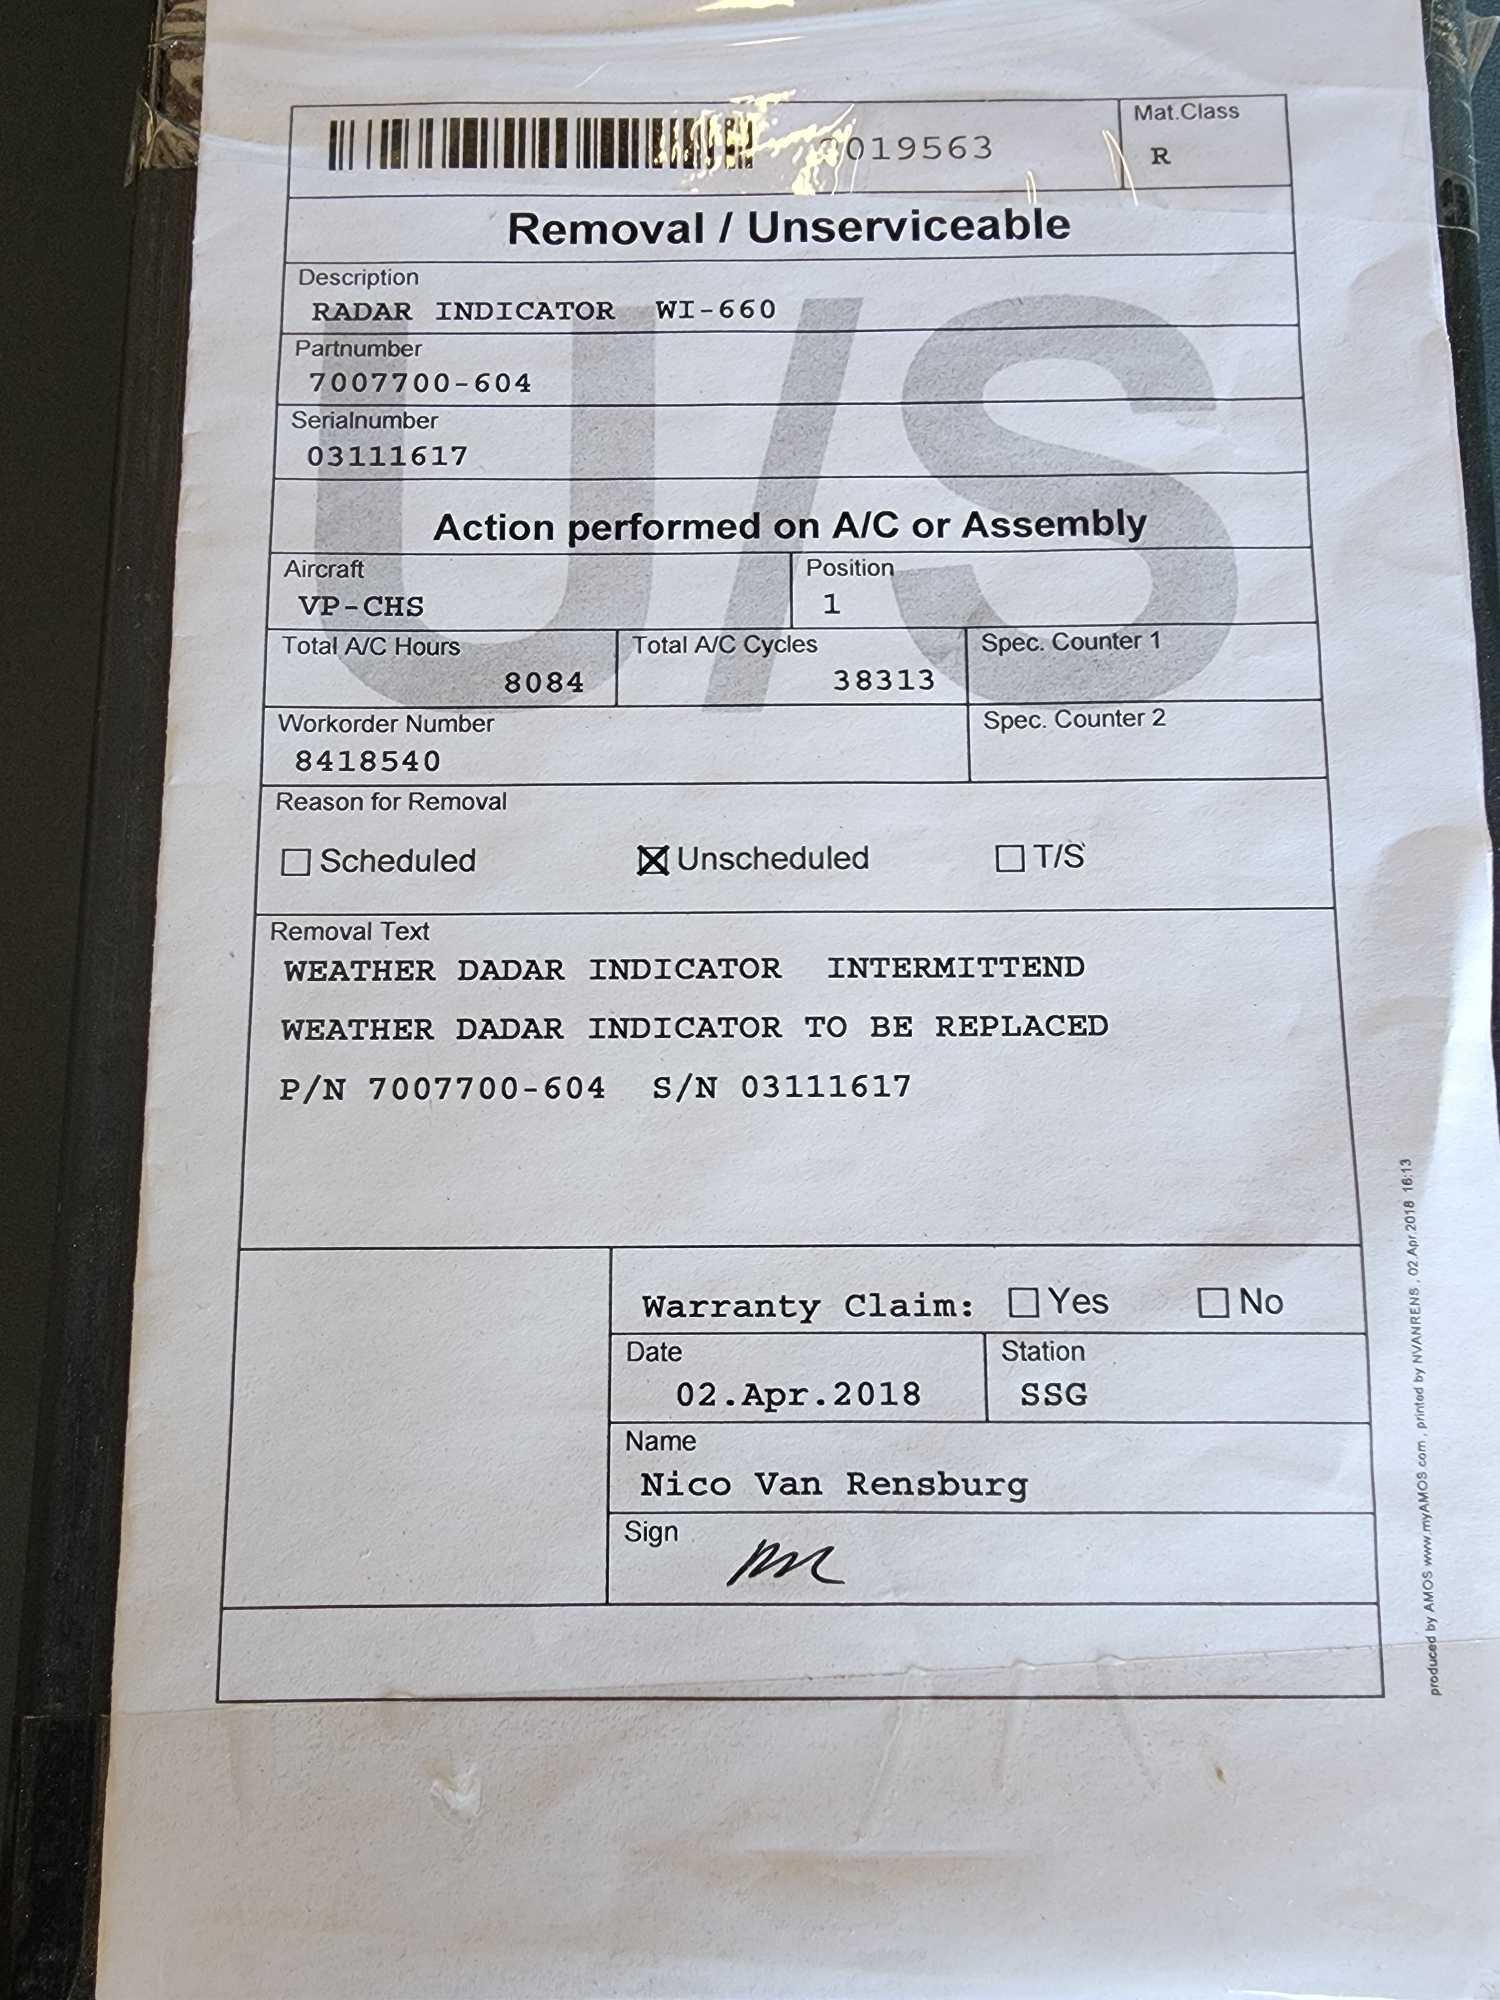 019563
Mat.Class
R
Removal / Unserviceable
Description
RADAR INDICATOR WI-660
Partnumber
7007700-604
Serialnumber
03111617
U/S
Action performed on A/C or Assembly
Aircraft
VP-CHS
Position
1
Total A/C Hours
8084
Total A/C Cycles
38313
Spec. Counter 1
Workorder Number
8418540
Spec. Counter 2
Reason for Removal
Scheduled
Unscheduled
T/S
Removal Text
WEATHER DADAR INDICATOR INTERMITTEND
WEATHER DADAR INDICATOR TO BE REPLACED
P/N 7007700-604 S/N 03111617
Warranty Claim: Yes No
Date
02.Apr.2018
Station
SSG
Name
Nico Van Rensburg
Sign
produced by AMOS www.myAMOS.com , printed by NVANRENS , 02.Apr.2018 16:13